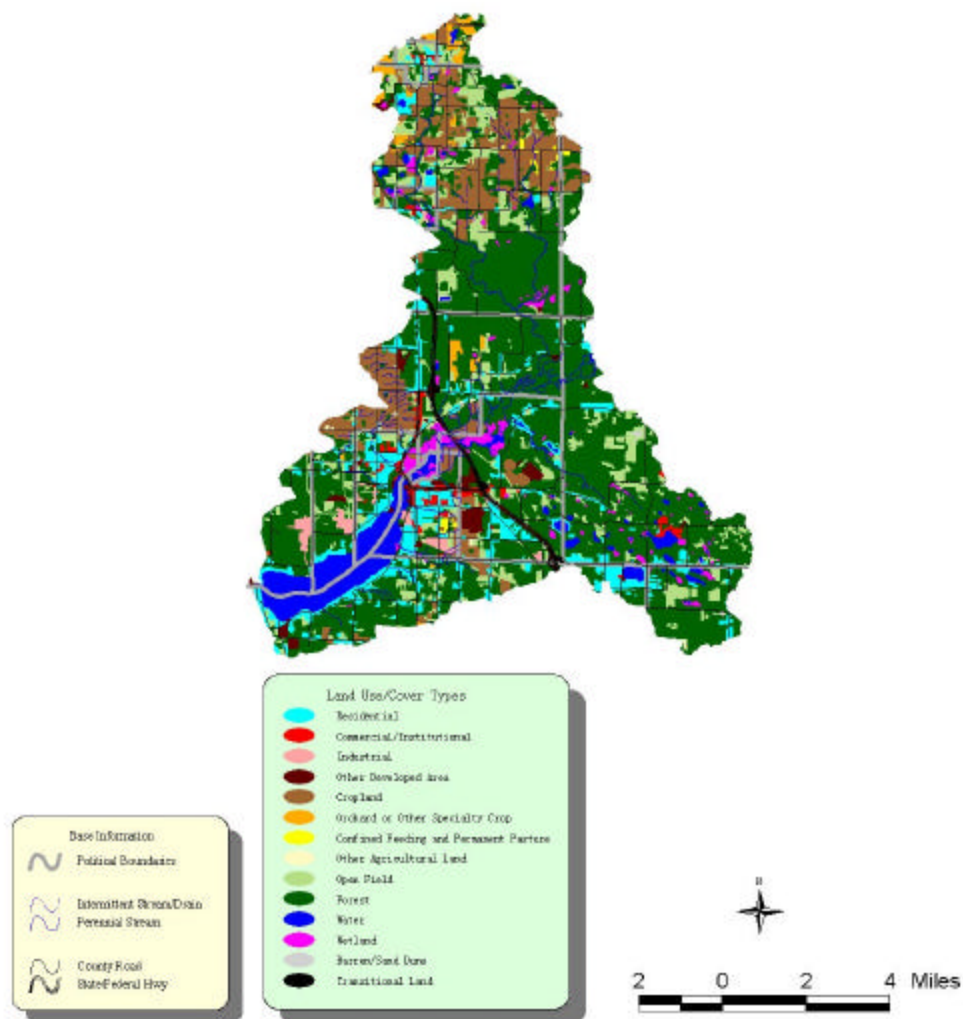 Land Use/Cover Types
Residential
Commercial/Institutional
Industrial
Other Developed Area
Cropland
Orchard or Other Specialty Crop
Confined Feeding and Permanent Pasture
Other Agricultural Land
Open Field
Forest
Water
Wetland
Barren/Sand Dune
Transitional Land
Base Information
Political Boundaries
Intermittent Stream/Drain
Perennial Stream
County Road
State/Federal Hwy
N
2 0 2 4 Miles